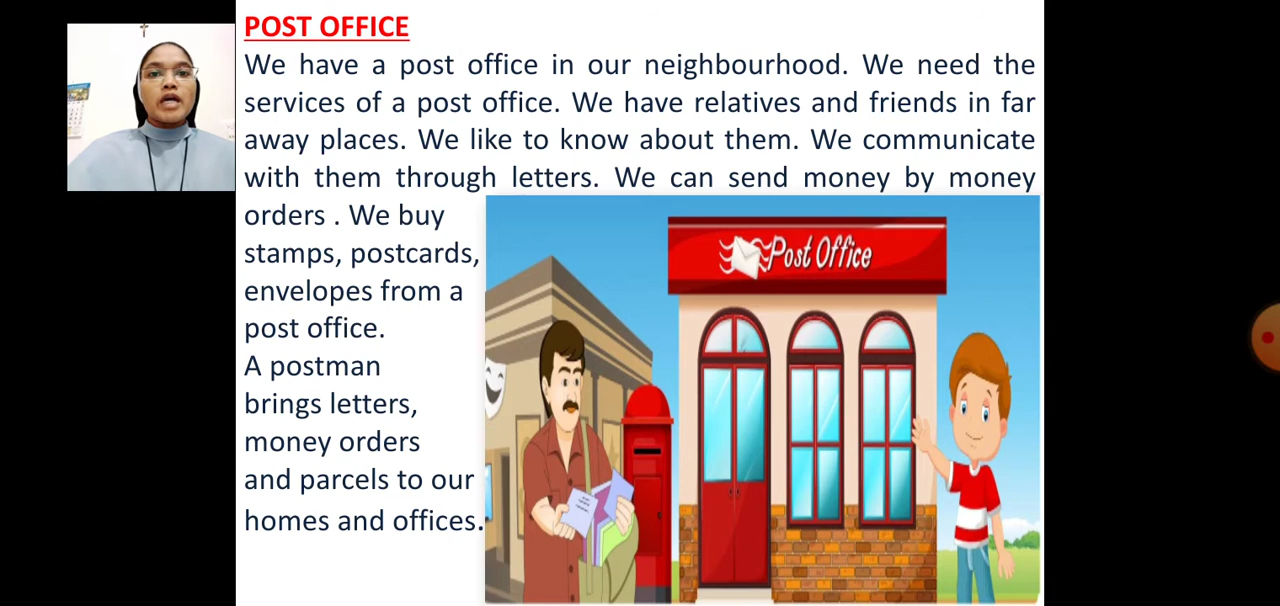 POST OFFICE
We have a post office in our neighbourhood. We need the
services of a post office. We have relatives and friends in far
away places. We like to know about them. We communicate
with them through letters. We can send money by money
orders . We buy
stamps, postcards,
envelopes from a
post office.
A postman
brings letters,
money orders
and parcels to our
homes and offices.
Post Office